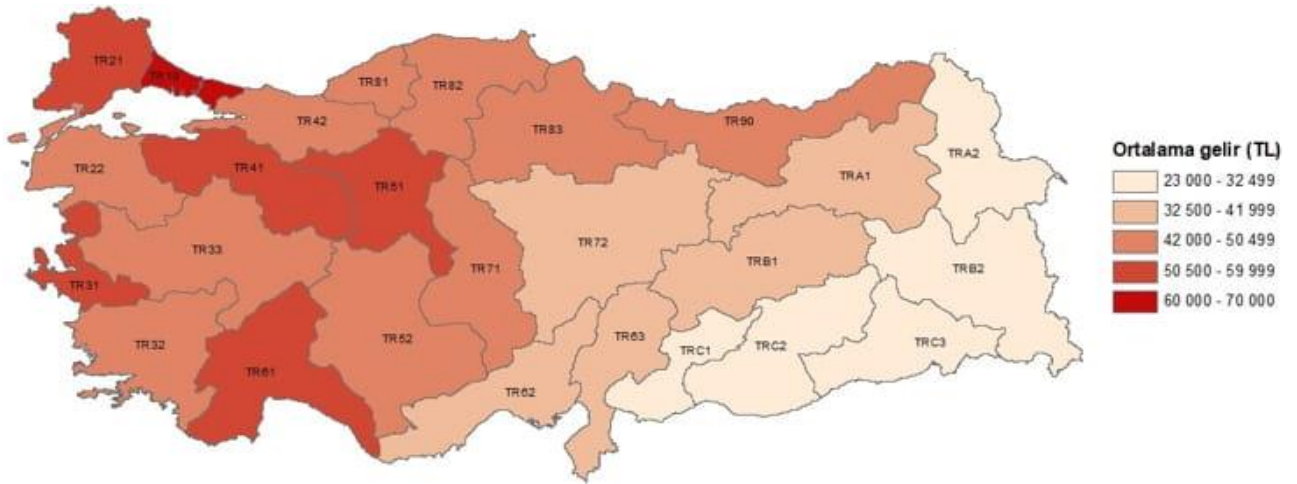 TR21
TR10
TR81
TR82
TR42
TR83
TR90
TRA2
TR22
TR41
TR51
TRA1
TR33
TR72
TRB1
TRB2
TR31
TR71
TR32
TR52
TR63
TRC1
TRC2
TRC3
TR61
TR62
Ortalama gelir (TL)
23 000 - 32 499
32 500 - 41 999
42 000 - 50 499
50 500 - 59 999
60 000 - 70 000